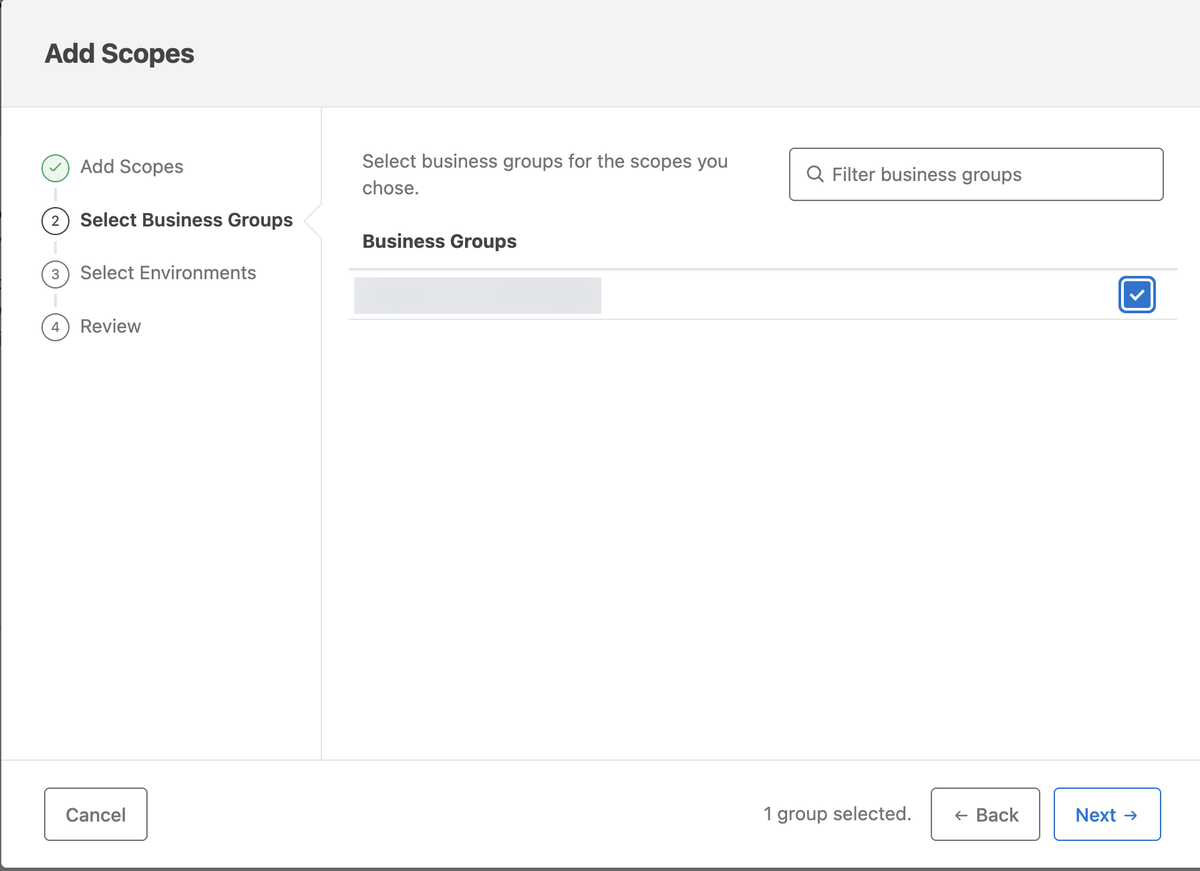 Add Scopes
Add Scopes
2 Select Business Groups
3 Select Environments
4 Review
Select business groups for the scopes you
chose.
Filter business groups
Business Groups
Cancel
1 group selected.
← Back
Next →